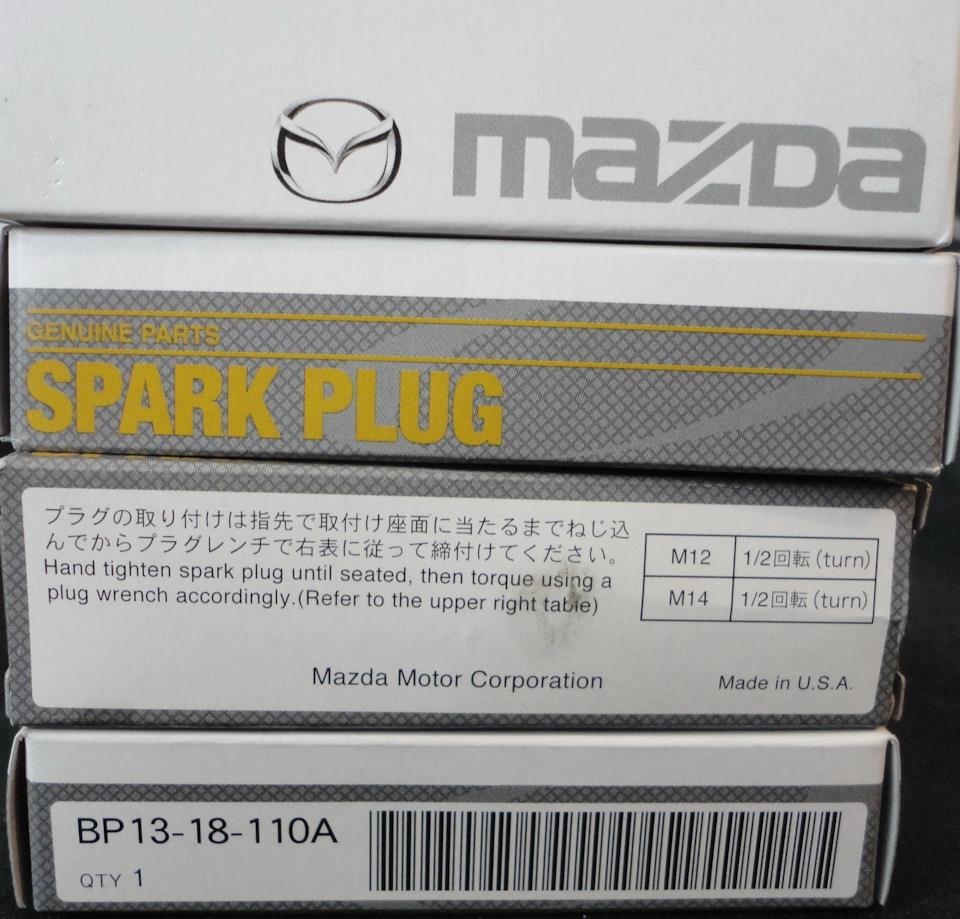 mazda
GENUINE PARTS
SPARK PLUG
プラグの取り付けは指先で取付け座面に当たるまでねじ込
んでからプラグレンチで右表に従って締付けてください。
Hand tighten spark plug until seated, then torque using a
plug wrench accordingly.(Refer to the upper right table)
M12 1/2回転(turn)
M14 1/2回転(turn)
Mazda Motor Corporation
Made in U.S.A.
BP13-18-110A
QTY 1